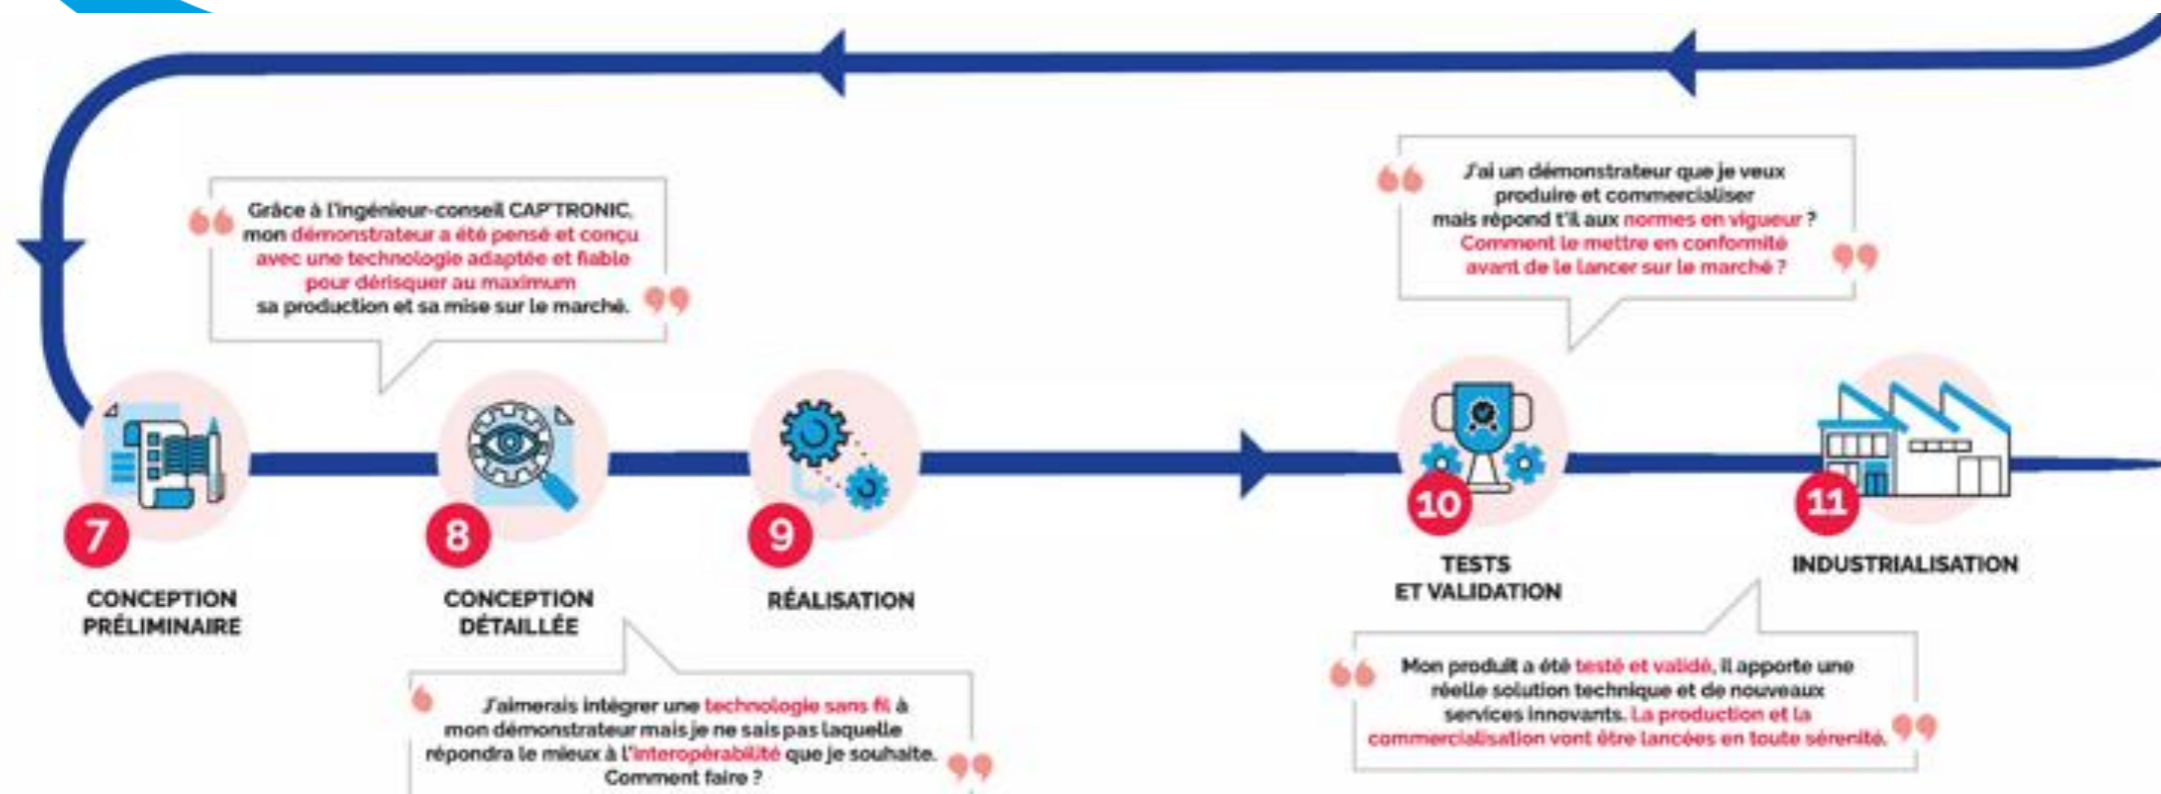 Grâce à l'ingénieur-conseil CAP'TRONIC,
mon démonstrateur a été pensé et conçu
avec une technologie adaptée et fiable
pour dérisquer au maximum
sa production et sa mise sur le marché.
J'ai un démonstrateur que je veux
produire et commercialiser
mais répond t'il aux normes en vigueur ?
Comment le mettre en conformité
avant de le lancer sur le marché ?
7
CONCEPTION
PRÉLIMINAIRE
8
CONCEPTION
DÉTAILLÉE
9
RÉALISATION
10
TESTS
ET VALIDATION
11
INDUSTRIALISATION
J'aimerais intégrer une technologie sans fil à
mon démonstrateur mais je ne sais pas laquelle
répondra le mieux à l'interopérabilité que je souhaite.
Comment faire ?
Mon produit a été testé et validé, il apporte une
réelle solution technique et de nouveaux
services innovants. La production et la
commercialisation vont être lancées en toute sérénité.